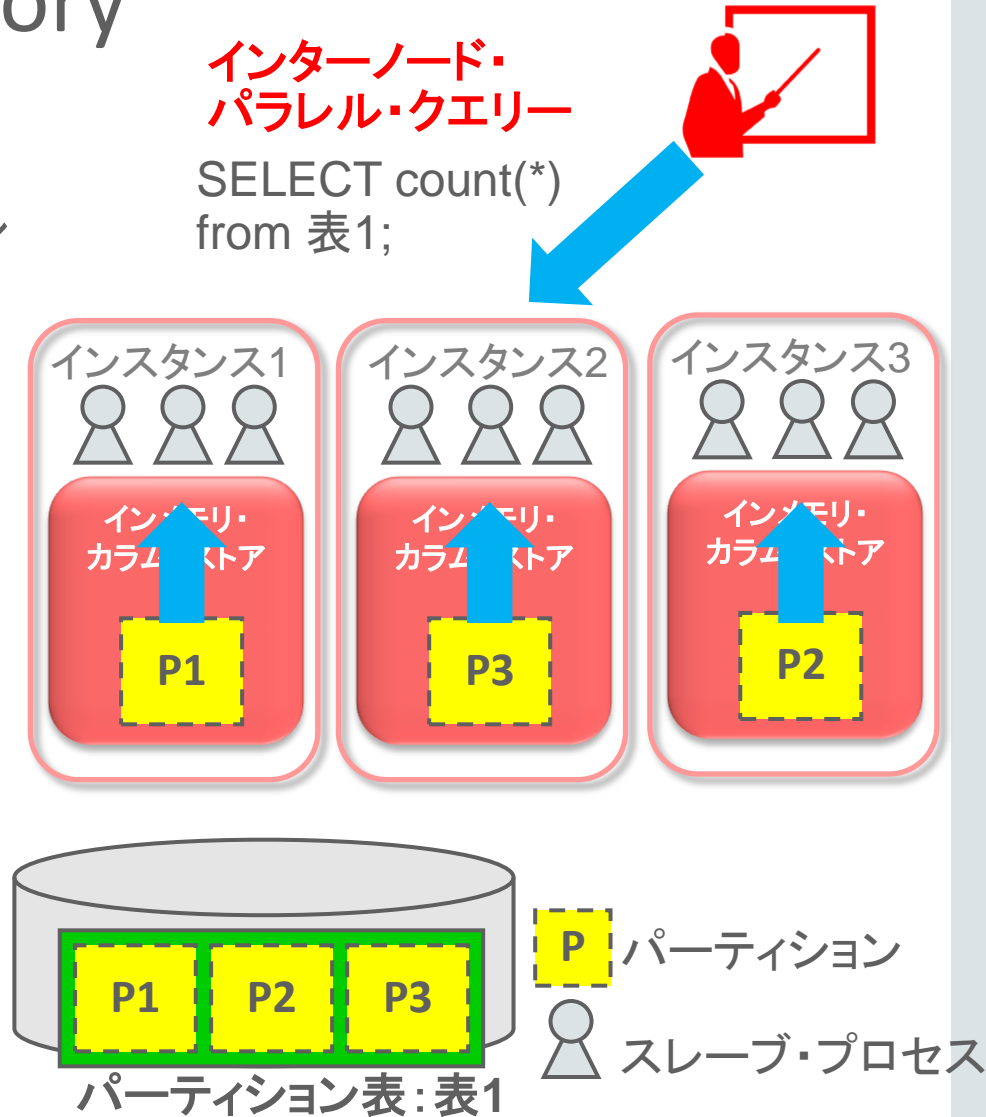 ory
インターノード・
パラレル・クエリー
SELECT count(*)
from 表1;
ン
インスタンス1
インスタンス2
インスタンス3
インメモリ・
カラム・ストア
インメモリ・
カラム・ストア
インメモリ・
カラム・ストア
P1
P3
P2
P1
P2
P3
パーティション表:表1
P パーティション
スレーブ・プロセス